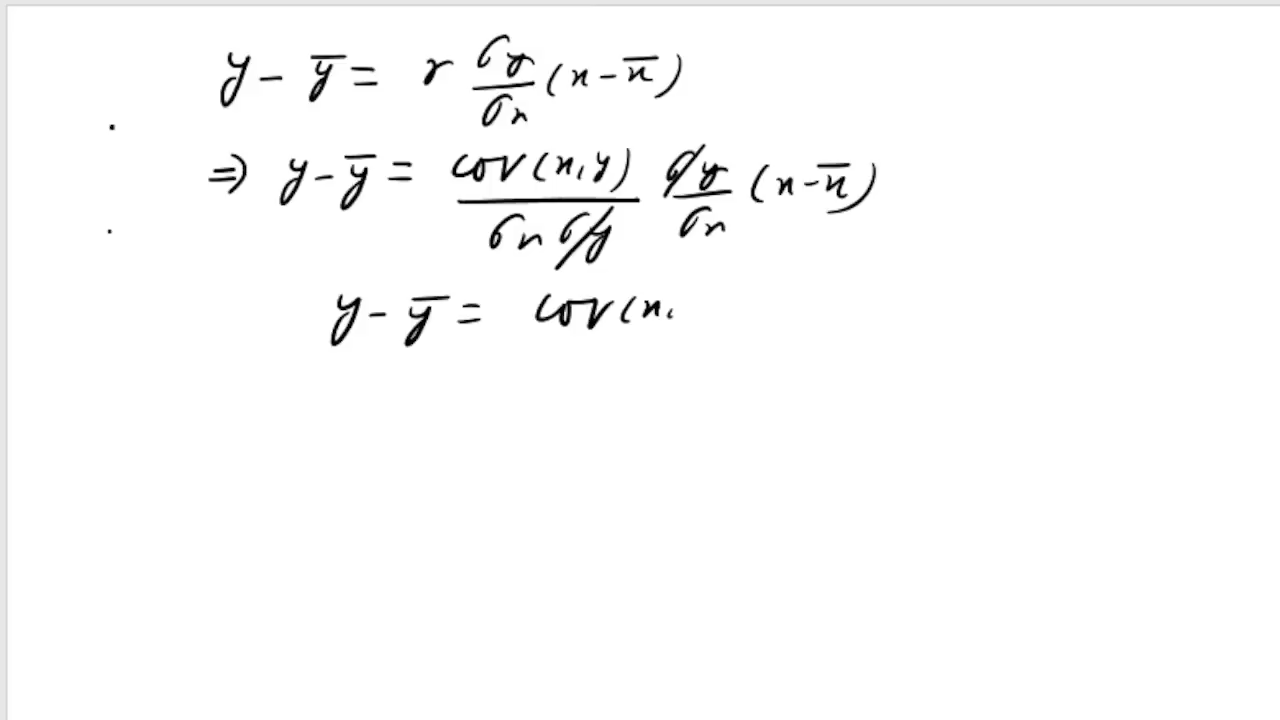 y - ȳ = r σy/σx (x - x̄)
⇒ y - ȳ = cov(x, y)/σx σy σy/σx (x - x̄)
y - ȳ = cov(x,